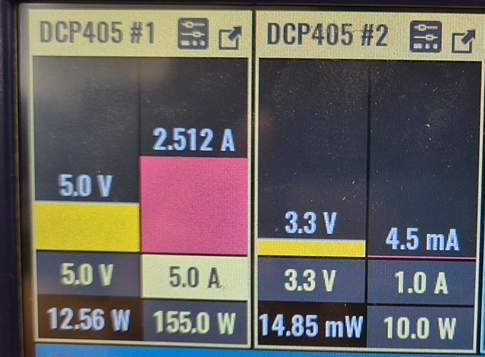 DCP405 #1
2.512 A
5.0 V
5.0 V 5.0 A
12.56 W 155.0 W
DCP405 #2
3.3 V
4.5 mA
3.3 V 1.0 A
14.85 mW 10.0 W